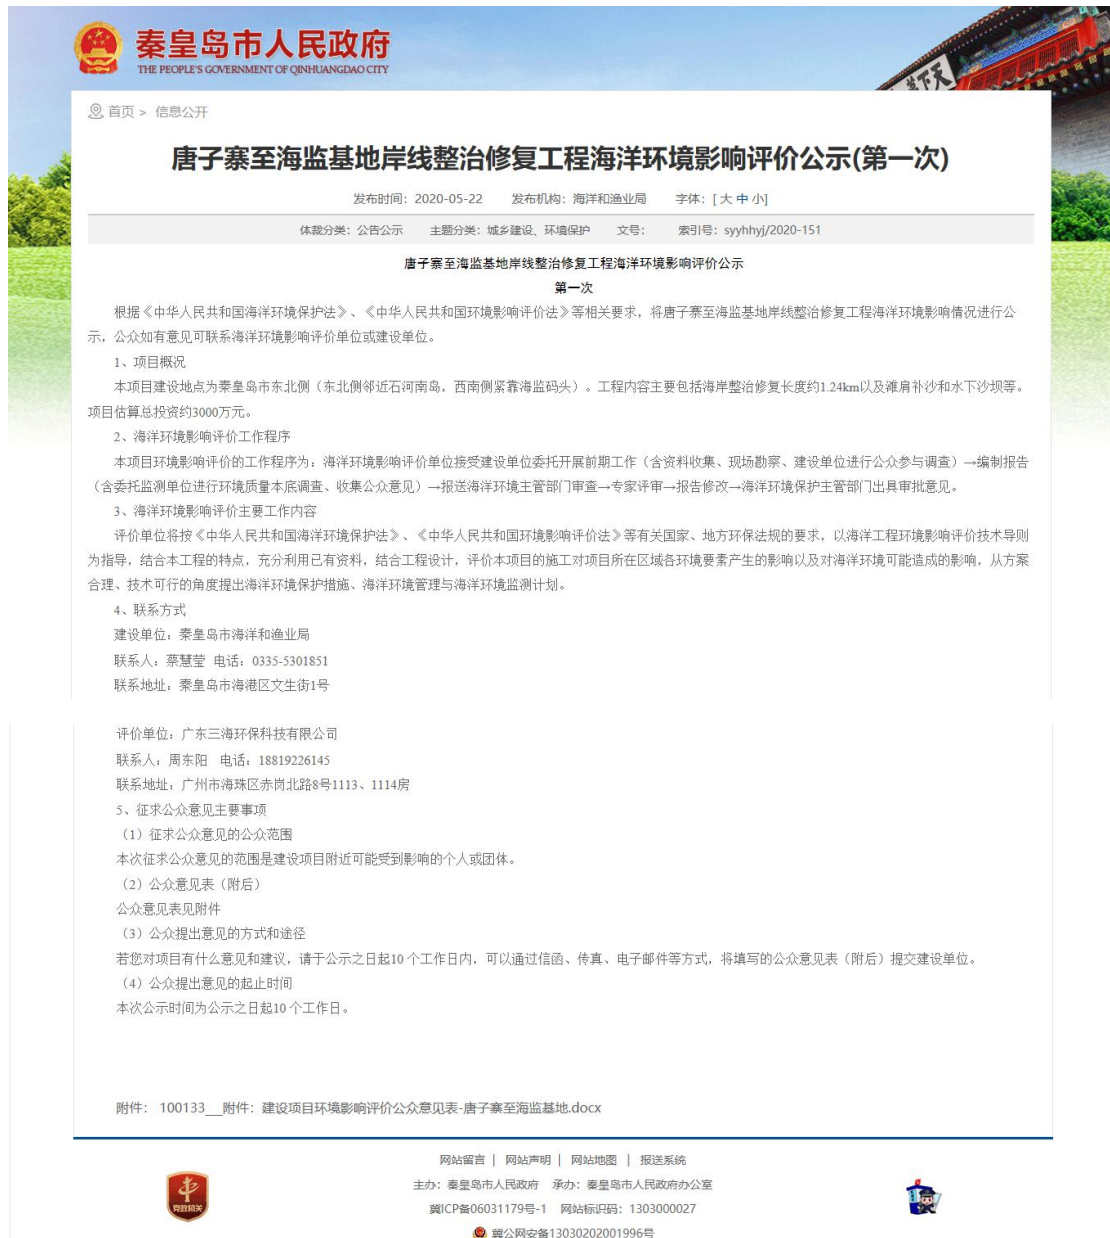 秦皇岛市人民政府
THE PEOPLE'S GOVERNMENT OF QINHUANGDAO CITY
天下
首页 > 信息公开
唐子寨至海监基地岸线整治修复工程海洋环境影响评价公示(第一次)
发布时间：2020-05-22 发布机构：海洋和渔业局 字体：[ 大 中 小]
体裁分类：公告公示 主题分类：城乡建设、环境保护 文号： 索引号：syyhhyj/2020-151
唐子寨至海监基地岸线整治修复工程海洋环境影响评价公示
第一次
根据《中华人民共和国海洋环境保护法》、《中华人民共和国环境影响评价法》等相关要求，将唐子寨至海监基地岸线整治修复工程海洋环境影响情况进行公
示，公众如有意见可联系海洋环境影响评价单位或建设单位。
1、项目概况
本项目建设地点为秦皇岛市东北侧（东北侧邻近石河南岛，西南侧紧靠海监码头）。工程内容主要包括海岸整治修复长度约1.24km以及滩肩补沙和水下沙坝等。
项目估算总投资约3000万元。
2、海洋环境影响评价工作程序
本项目环境影响评价的工作程序为：海洋环境影响评价单位接受建设单位委托开展前期工作（含资料收集、现场勘察、建设单位进行公众参与调查）→编制报告
（含委托监测单位进行环境质量本底调查、收集公众意见）→报送海洋环境主管部门审查→专家评审→报告修改→海洋环境保护主管部门出具审批意见。
3、海洋环境影响评价主要工作内容
评价单位将按《中华人民共和国海洋环境保护法》、《中华人民共和国环境影响评价法》等有关国家、地方环保法规的要求，以海洋工程环境影响评价技术导则
为指导，结合本工程的特点，充分利用已有资料，结合工程设计，评价本项目的施工对项目所在区域各环境要素产生的影响以及对海洋环境可能造成的影响，从方案
合理、技术可行的角度提出海洋环境保护措施、海洋环境管理与海洋环境监测计划。
4、联系方式
建设单位：秦皇岛市海洋和渔业局
联系人：蔡慧莹 电话：0335-5301851
联系地址：秦皇岛市海港区文生街1号
评价单位：广东三海环保科技有限公司
联系人：周东阳 电话：18819226145
联系地址：广州市海珠区赤岗北路8号1113、1114房
5、征求公众意见主要事项
（1）征求公众意见的公众范围
本次征求公众意见的范围是建设项目附近可能受到影响的个人或团体。
（2）公众意见表（附后）
公众意见表见附件
（3）公众提出意见的方式和途径
若您对项目有什么意见和建议，请于公示之日起10 个工作日内，可以通过信函、传真、电子邮件等方式，将填写的公众意见表（附后）提交建设单位。
（4）公众提出意见的起止时间
本次公示时间为公示之日起10 个工作日。
附件： 100133__附件：建设项目环境影响评价公众意见表-唐子寨至海监基地.docx
网站留言 | 网站声明 | 网站地图 | 报送系统
主办：秦皇岛市人民政府 承办：秦皇岛市人民政府办公室
党政机关
冀ICP备06031179号-1 网站标识码：1303000027
冀公网安备13030202001996号